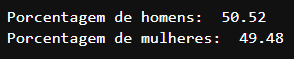 Porcentagem de homens:  50.52
Porcentagem de mulheres:  49.48